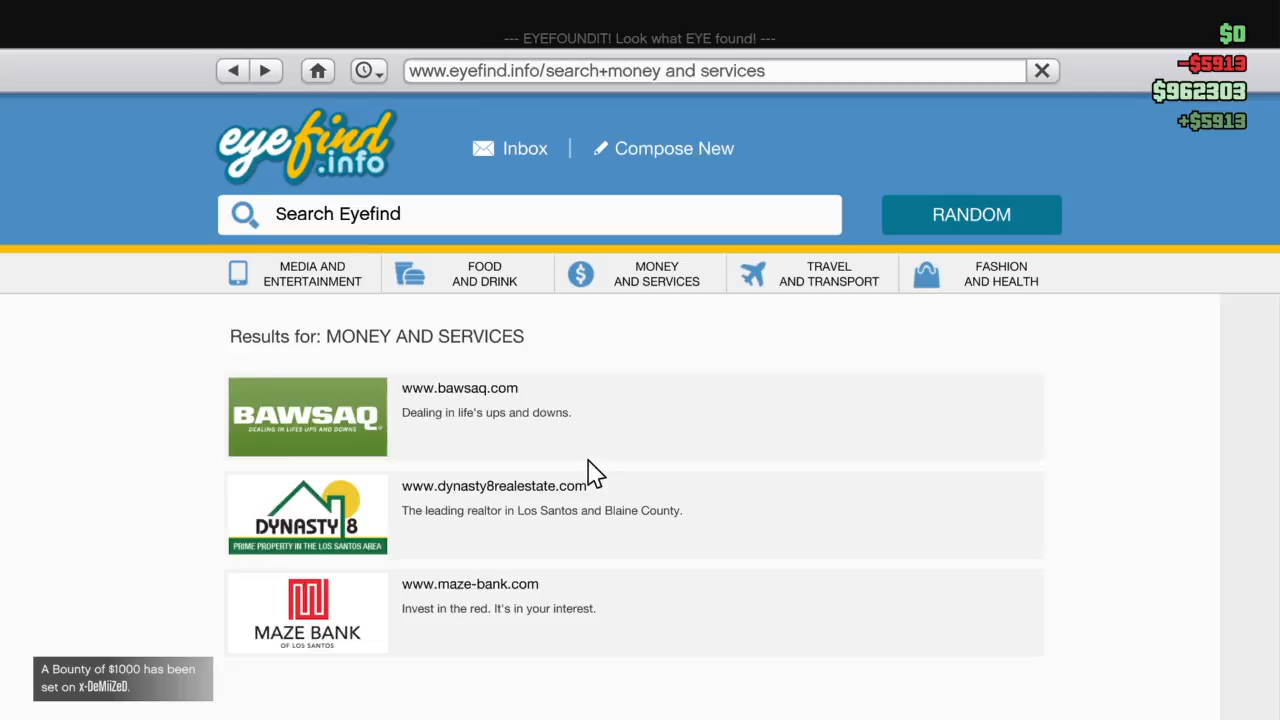 --- EYEFOUNDIT! Look what EYE found! ---
$0
-$5913
$962303
+$5913
www.eyefind.info/search+money and services
eyefind
.info
Inbox
Compose New
Search Eyefind
RANDOM
MEDIA AND
ENTERTAINMENT
FOOD
AND DRINK
MONEY
AND SERVICES
TRAVEL
AND TRANSPORT
FASHION
AND HEALTH
Results for: MONEY AND SERVICES
BAWSAQ
DEALING IN LIFES UPS AND DOWNS
www.bawsaq.com
Dealing in life's ups and downs.
DYNASTY 8
PRIME PROPERTY IN THE LOS SANTOS AREA
www.dynasty8realestate.com
The leading realtor in Los Santos and Blaine County.
MAZE BANK
OF LOS SANTOS
www.maze-bank.com
Invest in the red. It's in your interest.
A Bounty of $1000 has been
set on x-DeMiiZeD.